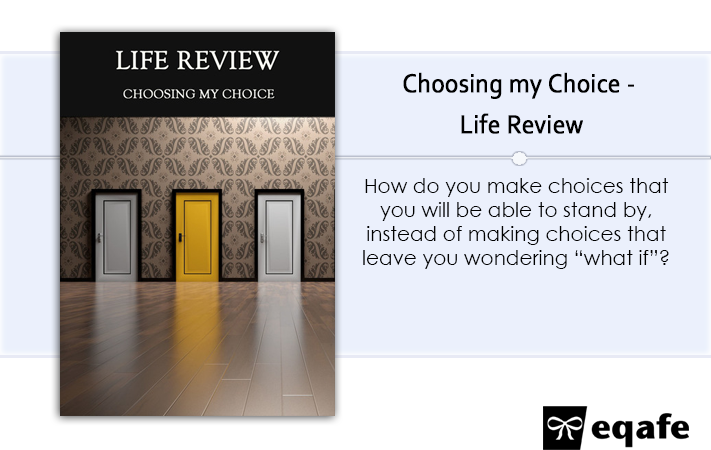 LIFE REVIEW
CHOOSING MY CHOICE
Choosing my Choice -
Life Review
How do you make choices that
you will be able to stand by,
instead of making choices that
leave you wondering “what if”?
eqafe